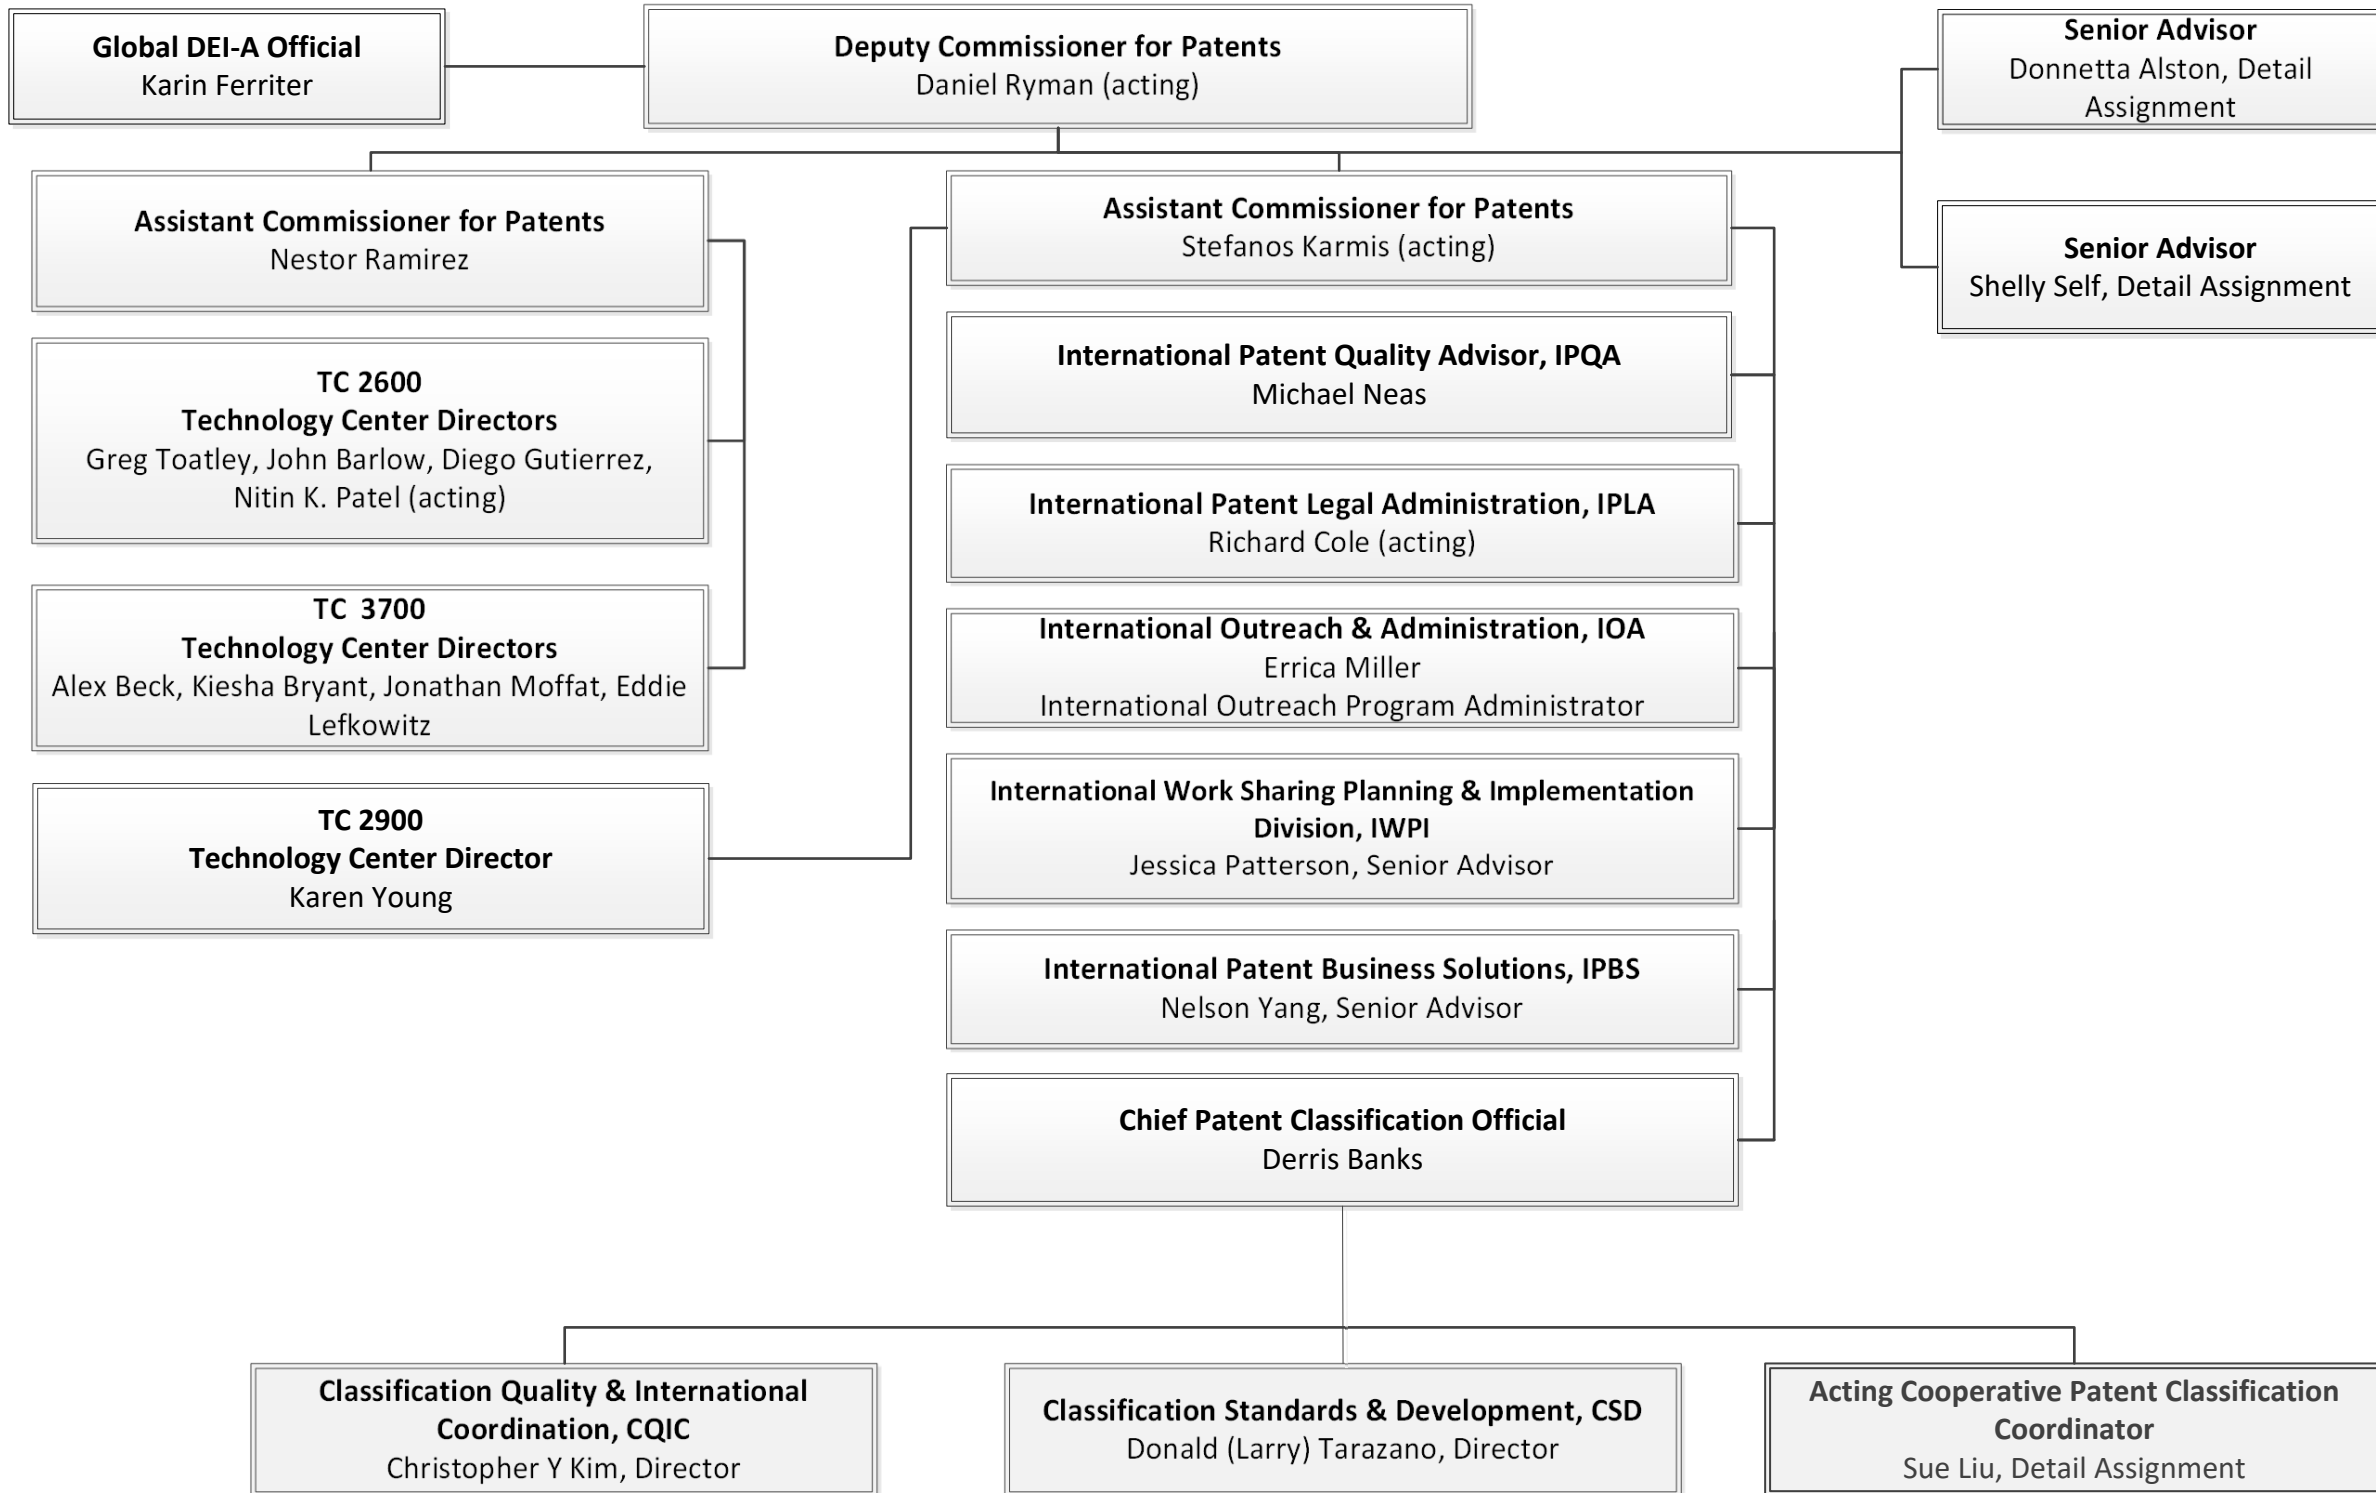 Global DEI-A Official
Karin Ferriter
Deputy Commissioner for Patents
Daniel Ryman (acting)
Senior Advisor
Donnetta Alston, Detail
Assignment
Senior Advisor
Shelly Self, Detail Assignment
Assistant Commissioner for Patents
Nestor Ramirez
TC 2600
Technology Center Directors
Greg Toatley, John Barlow, Diego Gutierrez,
Nitin K. Patel (acting)
TC 3700
Technology Center Directors
Alex Beck, Kiesha Bryant, Jonathan Moffat, Eddie
Lefkowitz
TC 2900
Technology Center Director
Karen Young
Assistant Commissioner for Patents
Stefanos Karmis (acting)
International Patent Quality Advisor, IPQA
Michael Neas
International Patent Legal Administration, IPLA
Richard Cole (acting)
International Outreach & Administration, IOA
Errica Miller
International Outreach Program Administrator
International Work Sharing Planning & Implementation
Division, IWPI
Jessica Patterson, Senior Advisor
International Patent Business Solutions, IPBS
Nelson Yang, Senior Advisor
Chief Patent Classification Official
Derris Banks
Classification Quality & International
Coordination, CQIC
Christopher Y Kim, Director
Classification Standards & Development, CSD
Donald (Larry) Tarazano, Director
Acting Cooperative Patent Classification
Coordinator
Sue Liu, Detail Assignment